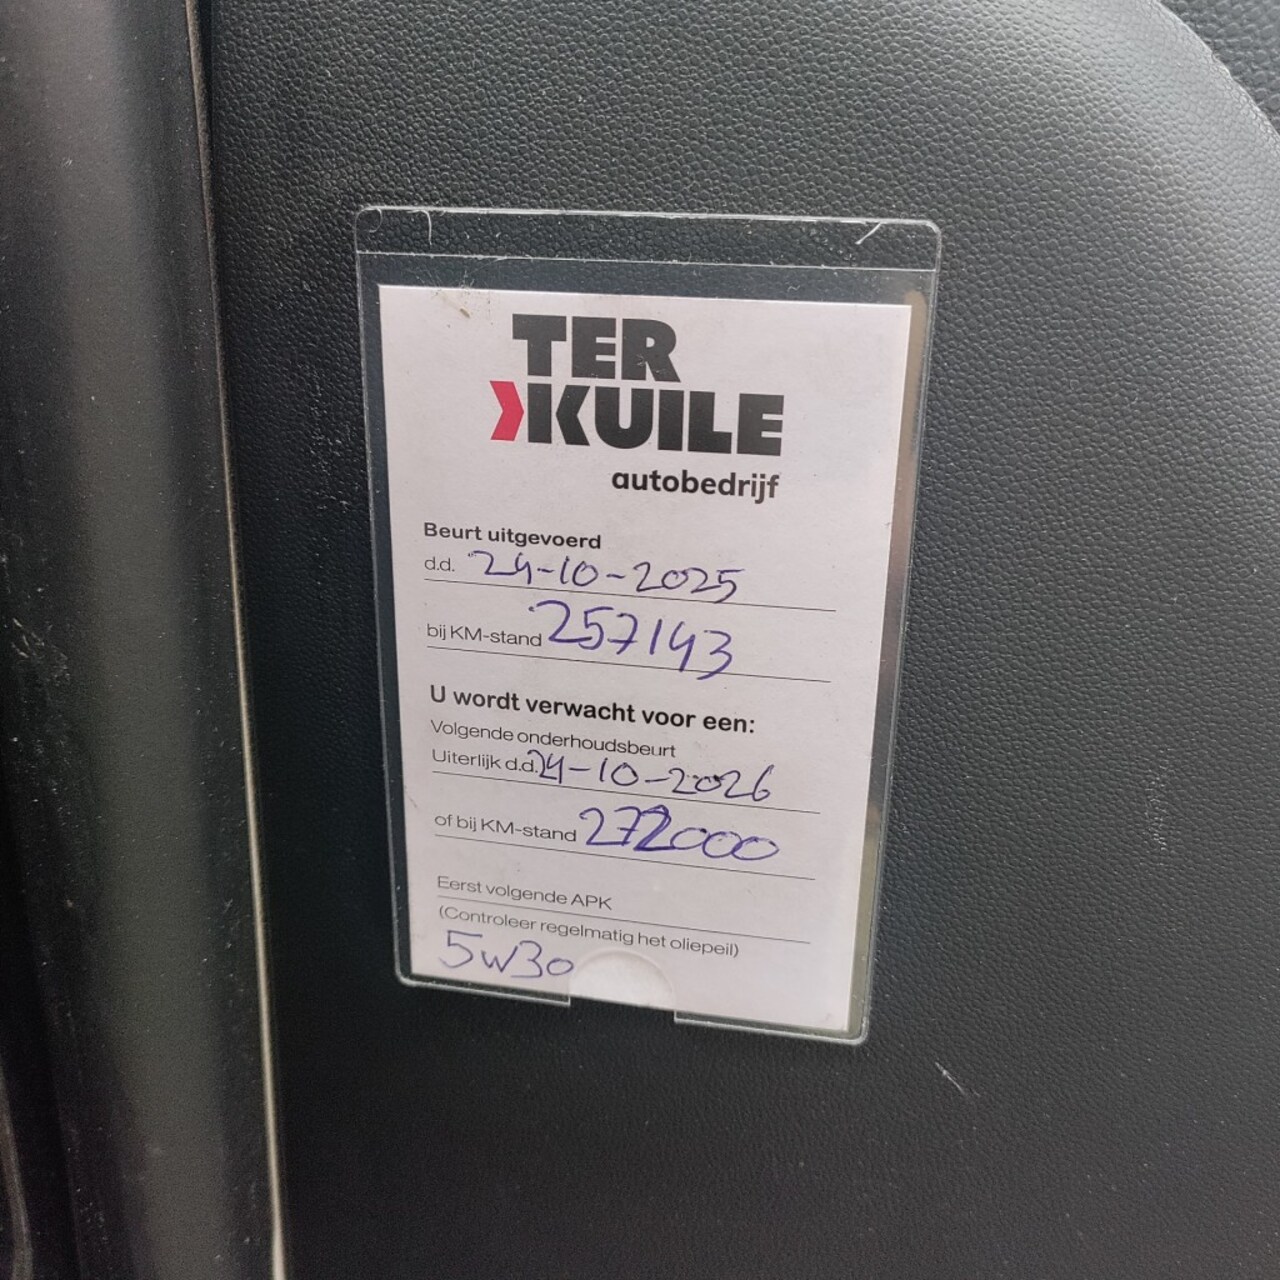 TER
KUILE
autobedrijf
Beurt uitgevoerd
d.d. 24-10-2025
bij KM-stand 257143
U wordt verwacht voor een:
Volgende onderhoudsbeurt
Uiterlijk d.d. 24-10-2026
of bij KM-stand 272000
Eerst volgende APK
(Controleer regelmatig het oliepeil)
5w30